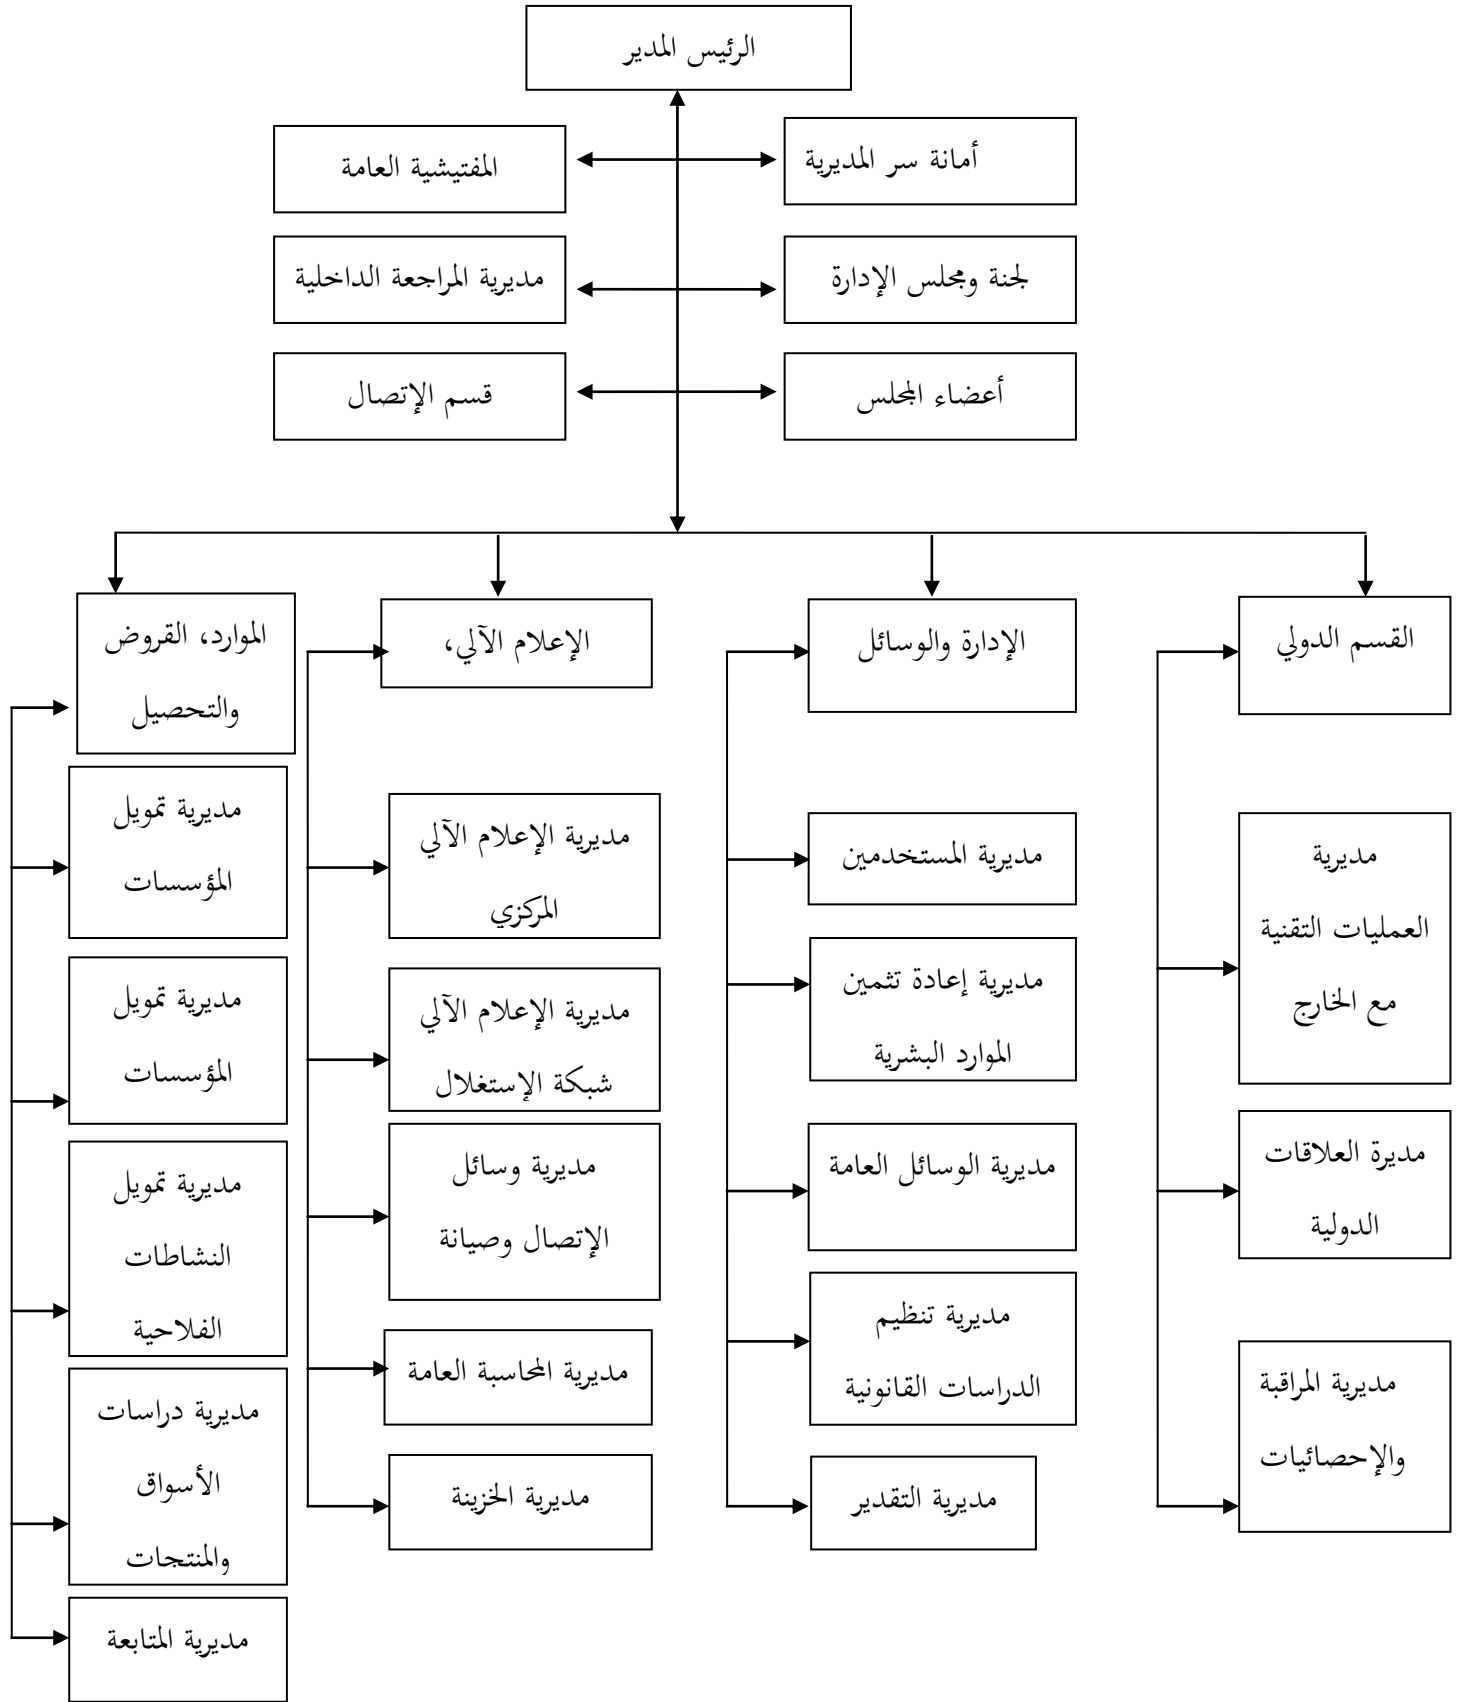 الرئيس المدير
أمانة سر المديرية
المفتيشية العامة
لجنة ومجلس الإدارة
مديرية المراجعة الداخلية
أعضاء المجلس
قسم الإتصال
القسم الدولي
مديرية
العمليات التقنية
مع الخارج
مديرة العلاقات
الدولية
مديرية المراقبة
والإحصائيات
الإدارة والوسائل
مديرية المستخدمين
مديرية إعادة تثمين
الموارد البشرية
مديرية الوسائل العامة
مديرية تنظيم
الدراسات القانونية
مديرية التقدير
الإعلام الآلي،
مديرية الإعلام الآلي
المركزي
مديرية الإعلام الآلي
شبكة الإستغلال
مديرية وسائل
الإتصال وصيانة
مديرية المحاسبة العامة
مديرية الخزينة
الموارد، القروض
والتحصيل
مديرية تمويل
المؤسسات
مديرية تمويل
المؤسسات
مديرية تمويل
النشاطات
الفلاحية
مديرية دراسات
الأسواق
والمنتجات
مديرية المتابعة